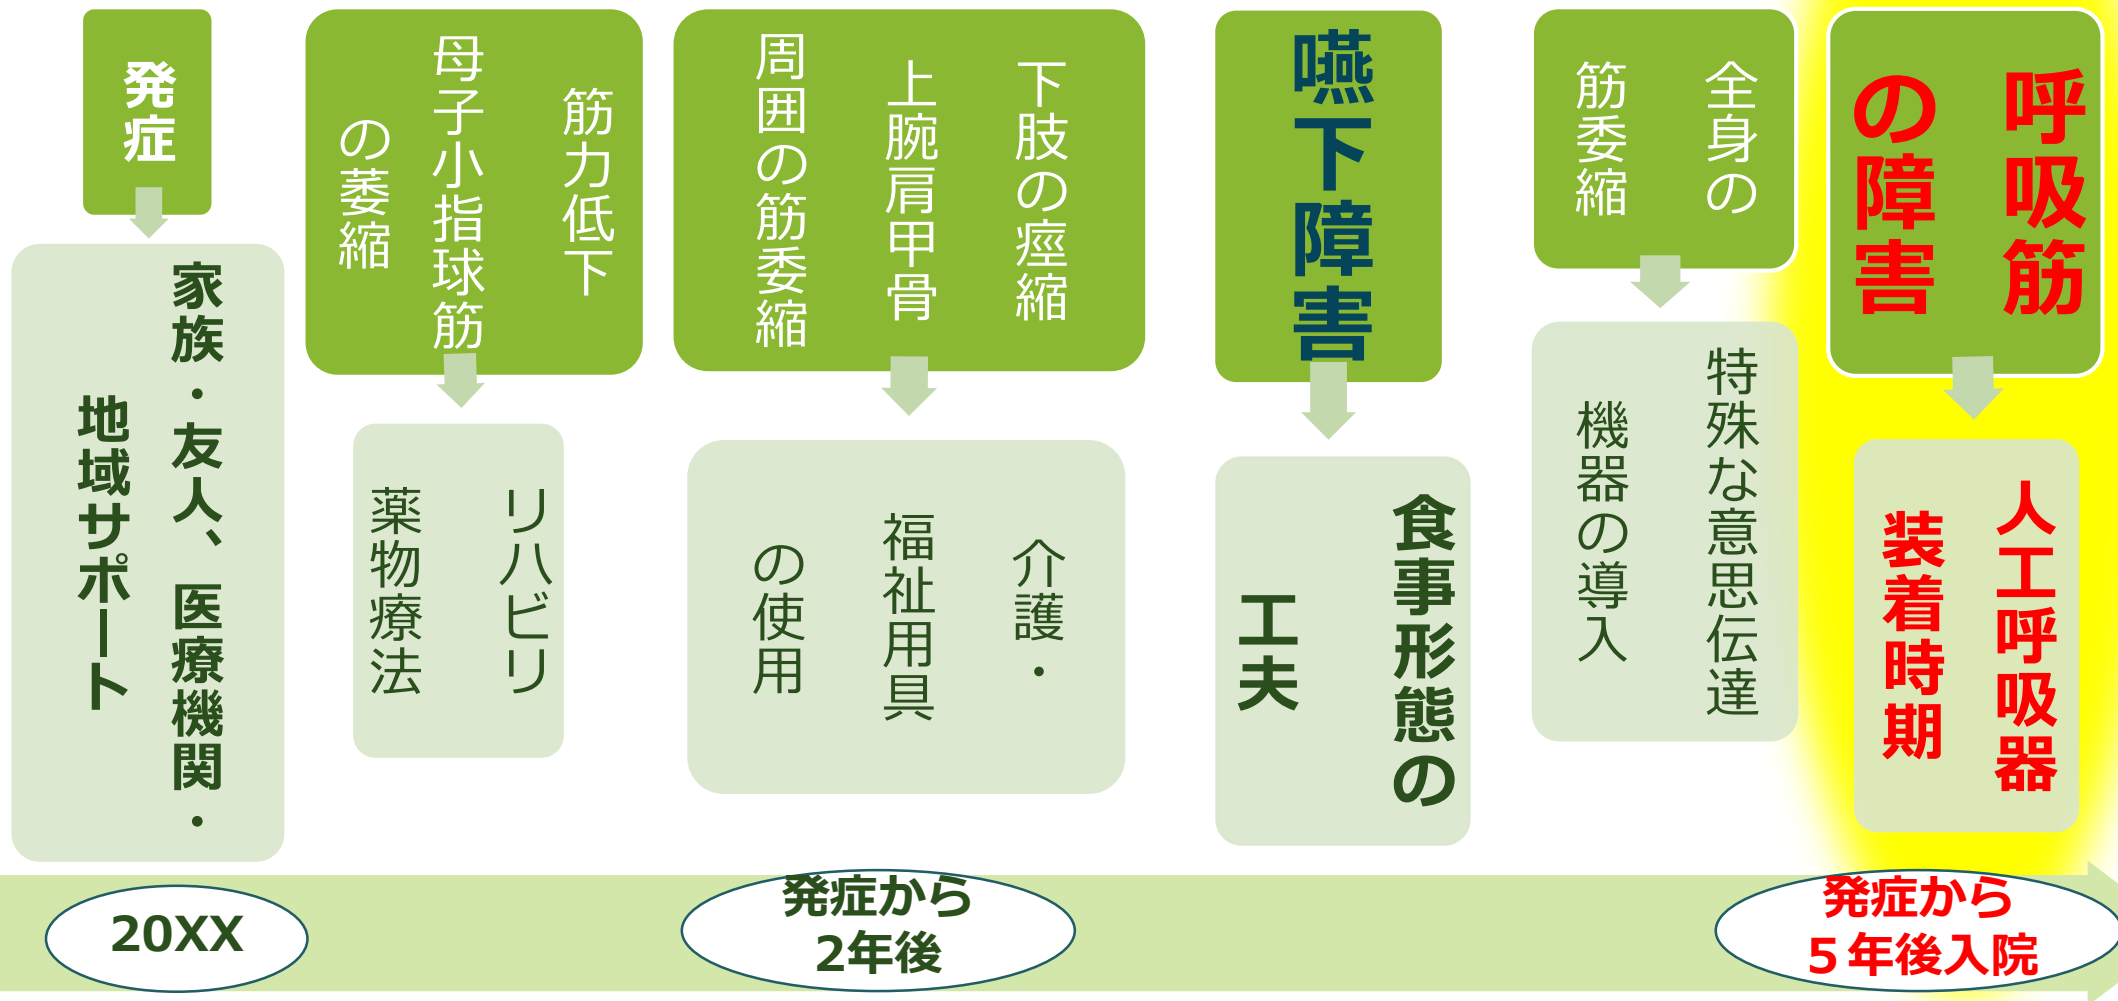 発症
家族・友人、医療機関・
地域サポート
筋力低下
母子小指球筋
の萎縮
リハビリ
薬物療法
下肢の痙縮
上腕肩甲骨
周囲の筋委縮
介護・
福祉用具
の使用
嚥下障害
食事形態の
工夫
全身の
筋委縮
特殊な意思伝達
機器の導入
呼吸筋
の障害
人工呼吸器
装着時期
20XX
発症から
2年後
発症から
５年後入院